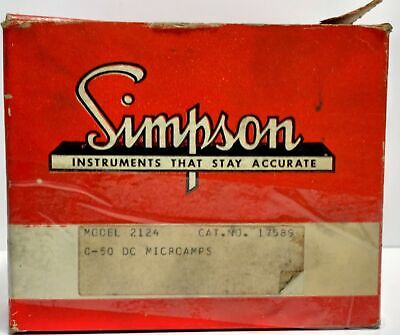 Simpson
INSTRUMENTS THAT STAY ACCURATE
MODEL 2124 CAT.NO. 17589
0-50 DC MICROAMPS